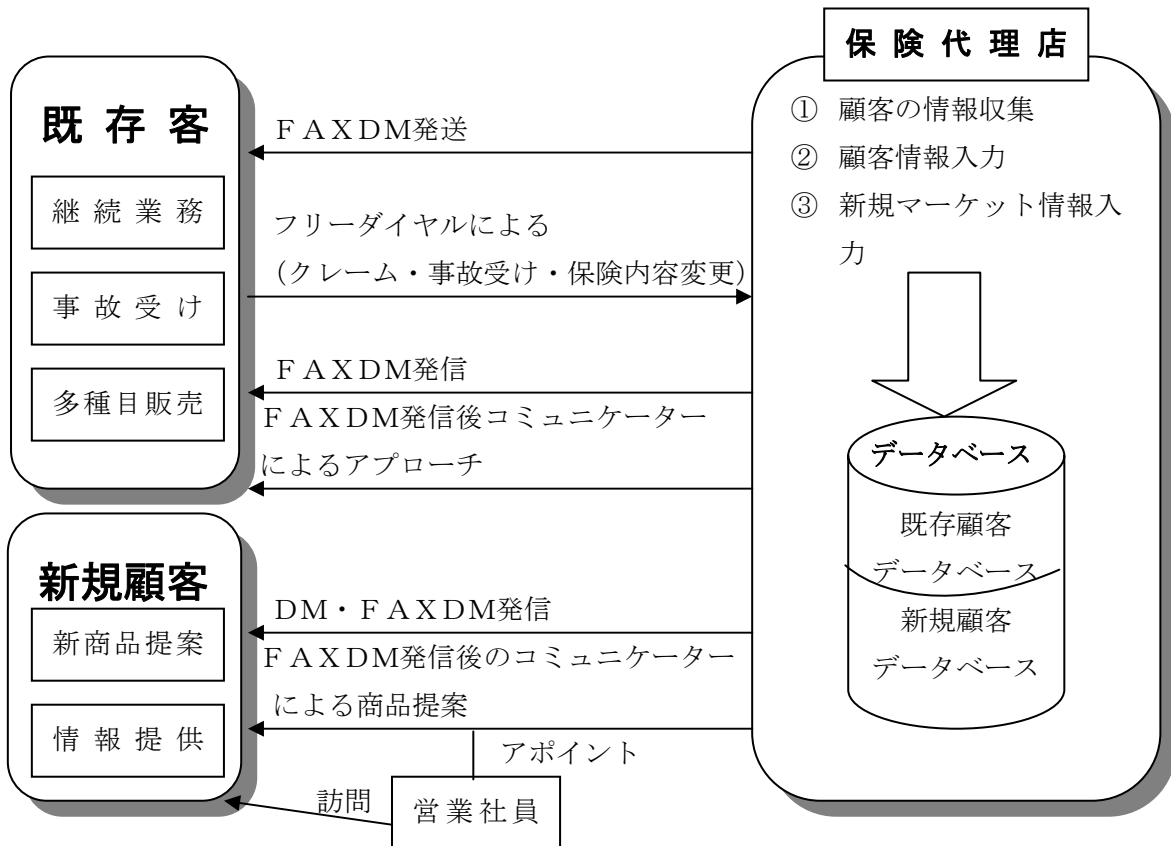 保険代理店
① 顧客の情報収集
② 顧客情報入力
③ 新規マーケット情報入
力
データベース
既存顧客
データベース
新規顧客
データベース
既存客
継続業務
事故受け
多種目販売
ＦＡＸＤＭ発送
フリーダイヤルによる
（クレーム・事故受け・保険内容変更）
ＦＡＸＤＭ発信
ＦＡＸＤＭ発信後コミュニケーター
によるアプローチ
新規顧客
新商品提案
情報提供
ＤＭ・ＦＡＸＤＭ発信
ＦＡＸＤＭ発信後のコミュニケーター
による商品提案
アポイント
訪問
営業社員